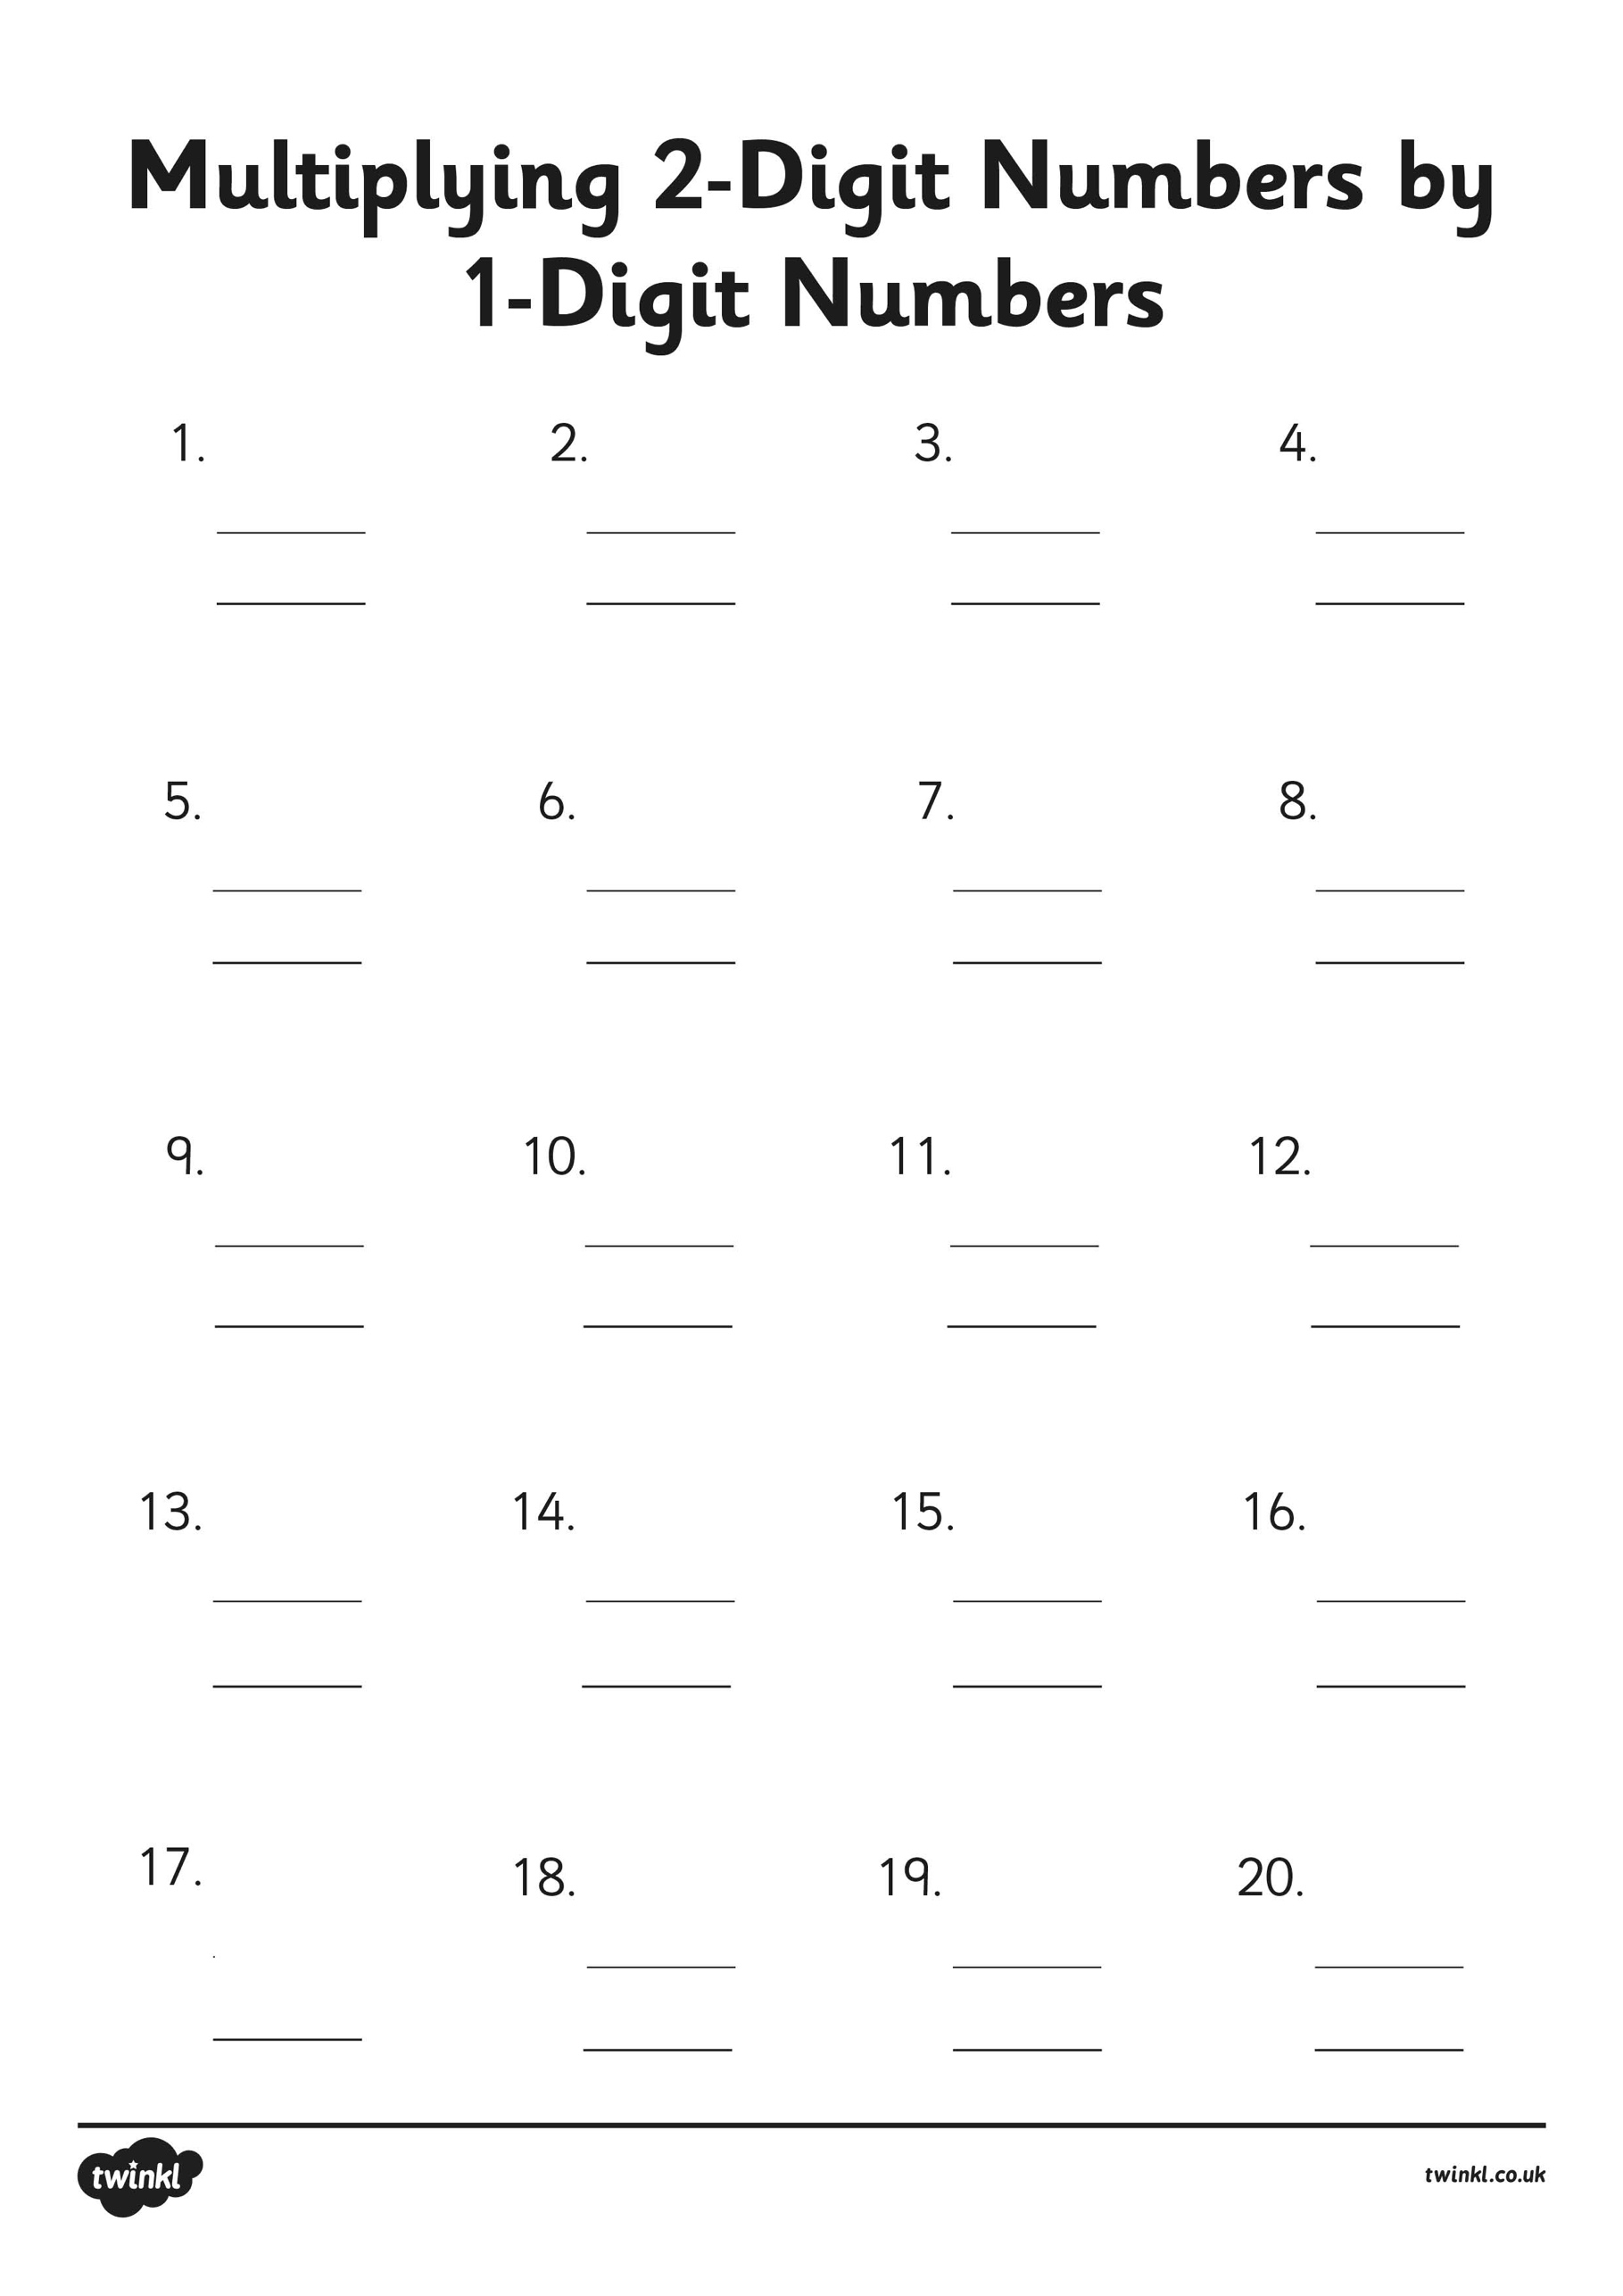 Multiplying 2-Digit Numbers by
1-Digit Numbers
1. 2. 3. 4.
5. 6. 7. 8.
9. 10. 11. 12.
13. 14. 15. 16.
17. 18. 19. 20.
twinkl
twinkl.co.uk